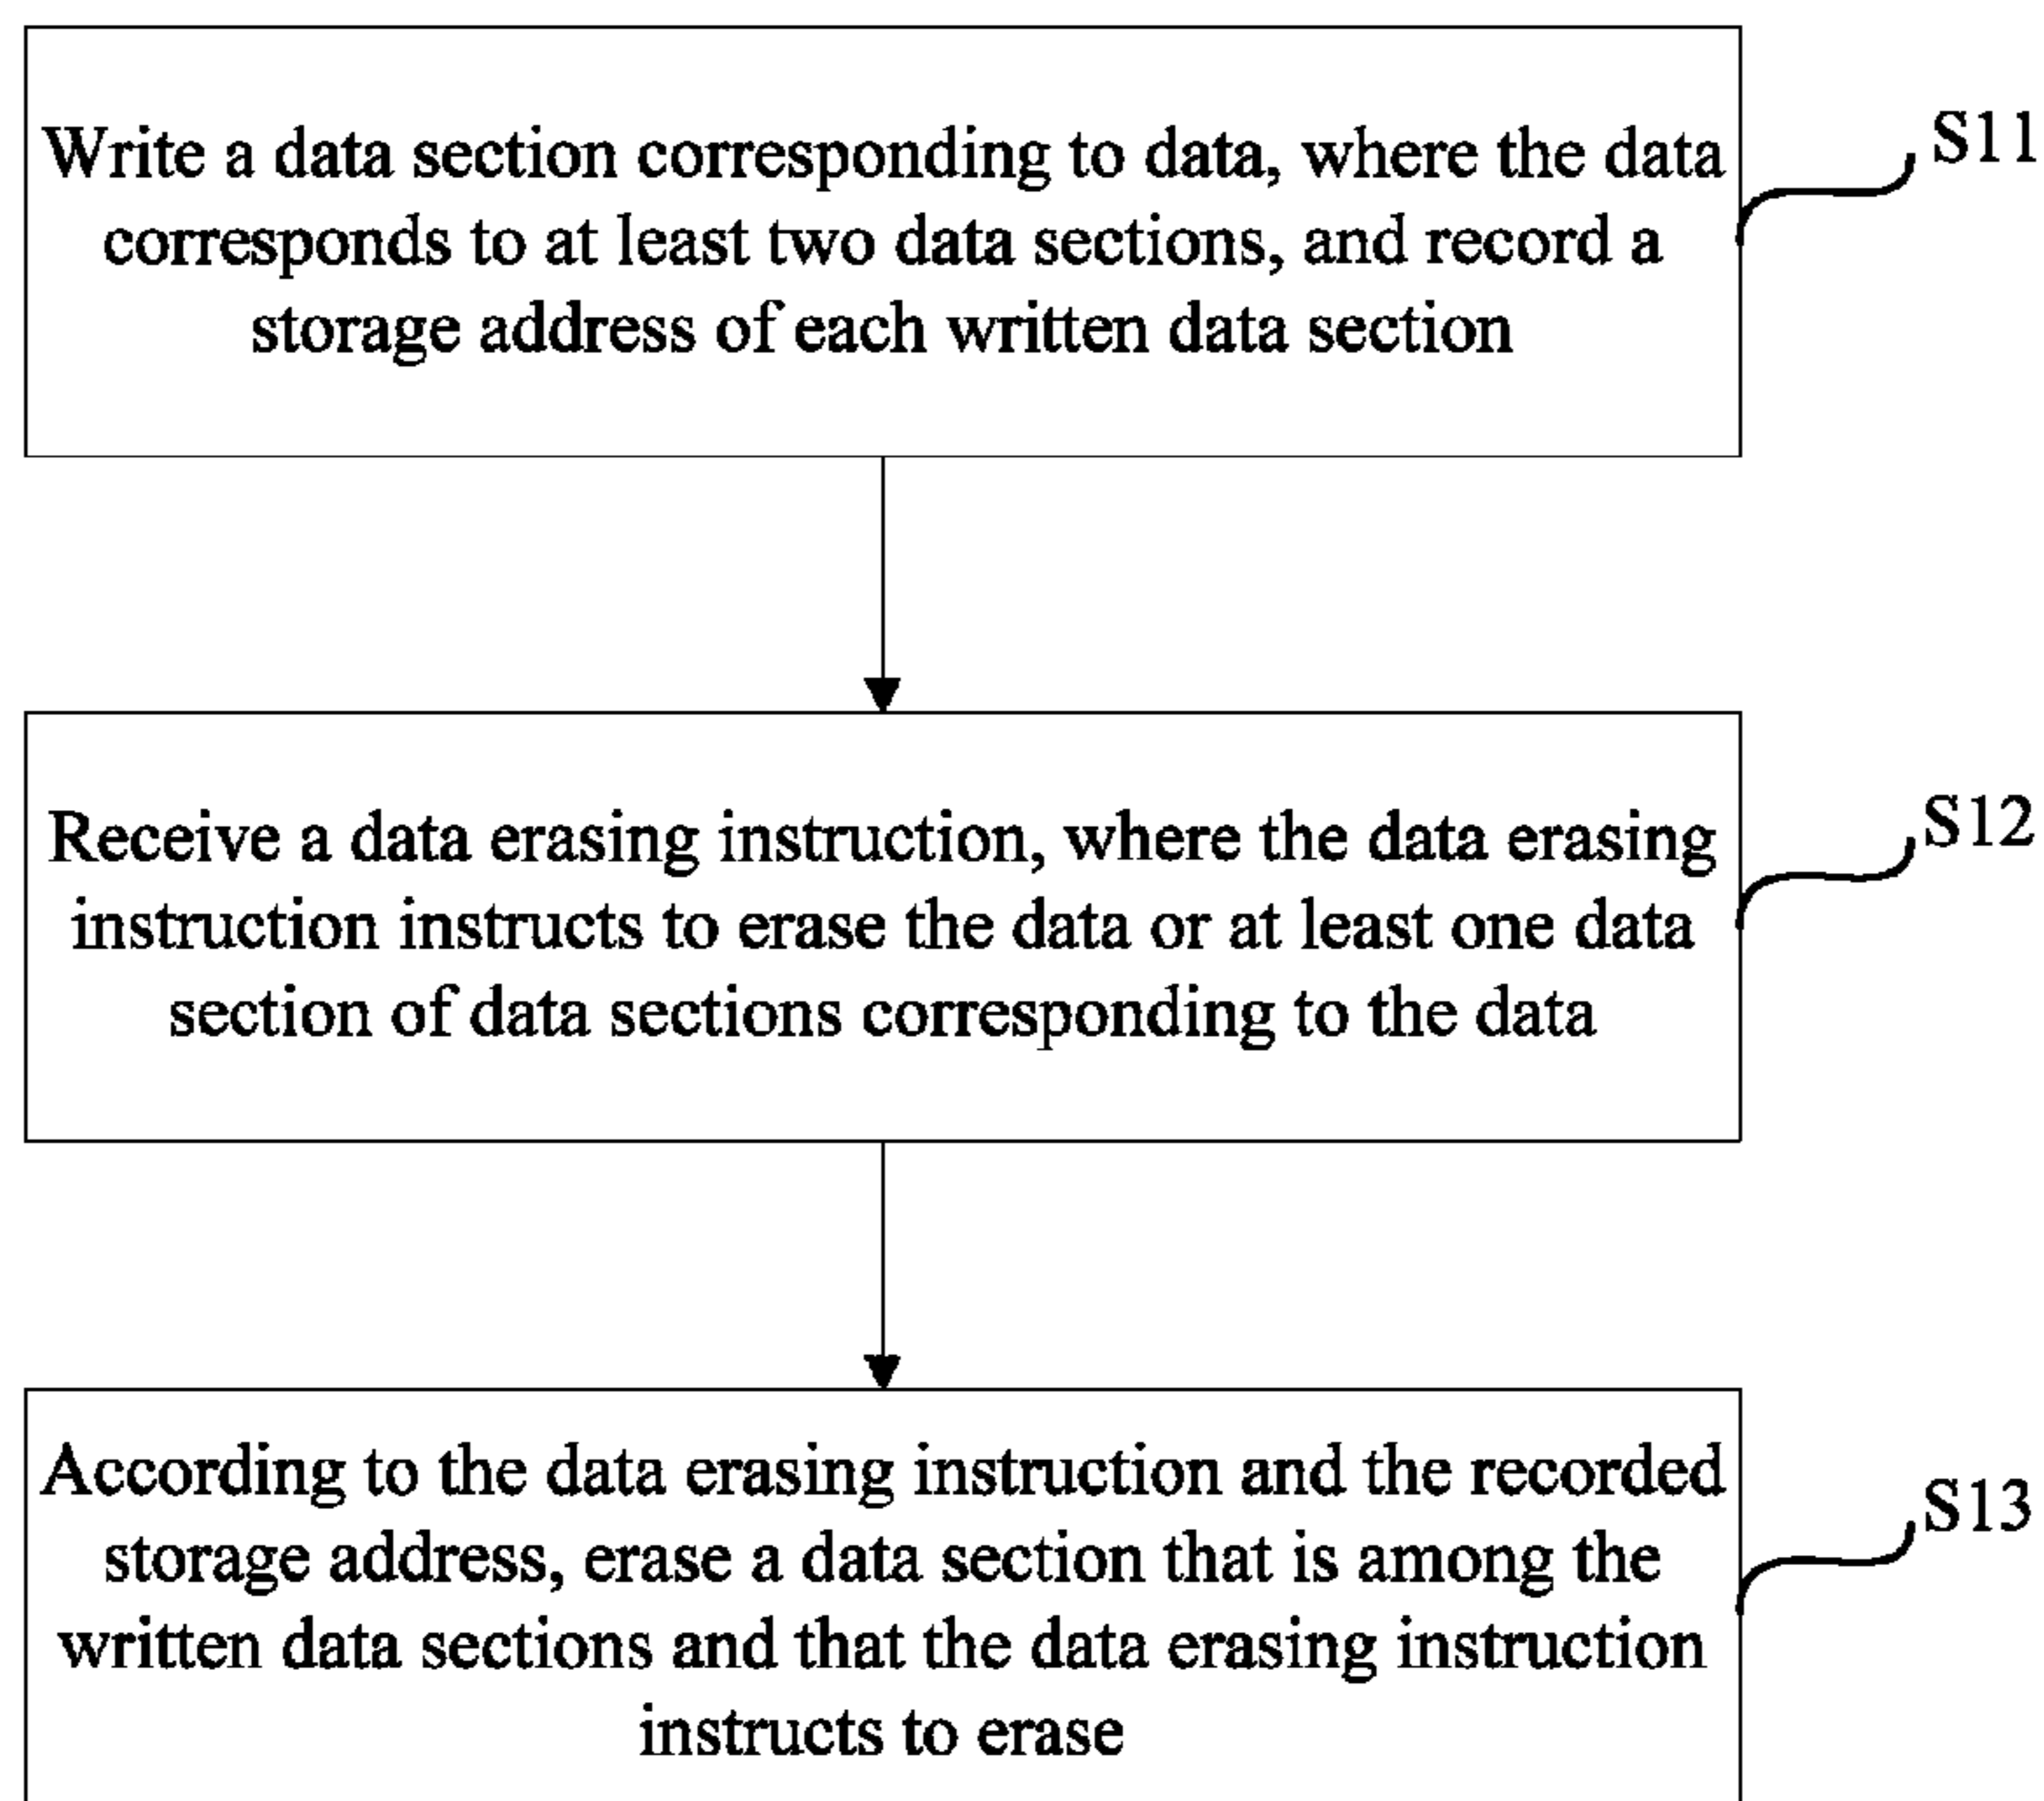 Write a data section corresponding to data, where the data
corresponds to at least two data sections, and record a
storage address of each written data section
S11
Receive a data erasing instruction, where the data erasing
instruction instructs to erase the data or at least one data
section of data sections corresponding to the data
S12
According to the data erasing instruction and the recorded
storage address, erase a data section that is among the
written data sections and that the data erasing instruction
instructs to erase
S13